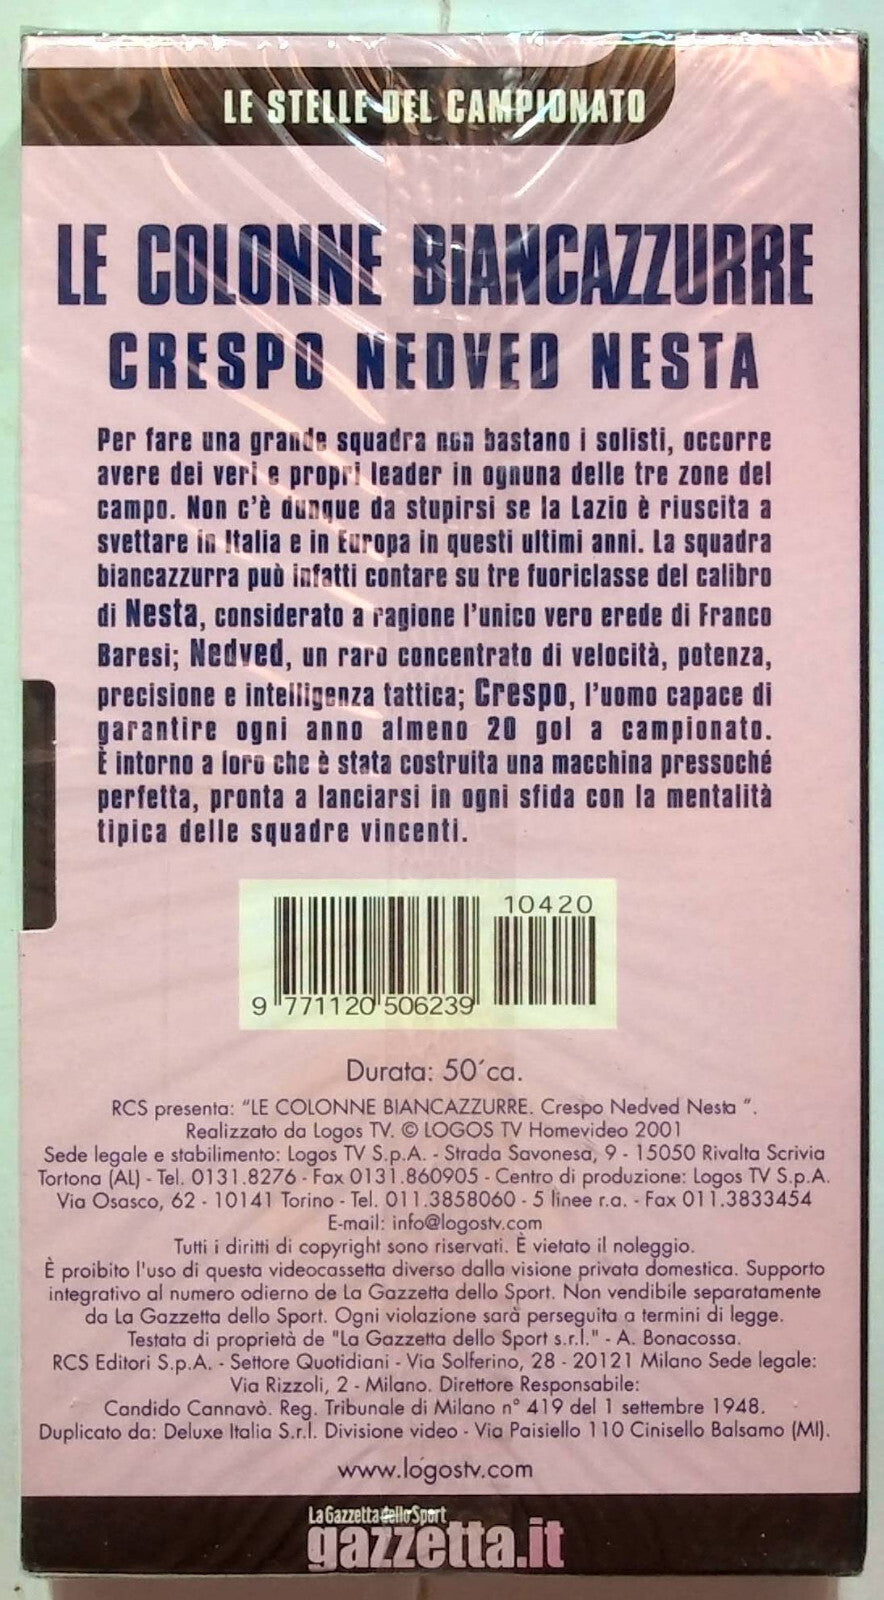 LE STELLE DEL CAMPIONATO
LE COLONNE BIANCAZZURRE
CRESPO NEDVED NESTA
Per fare una grande squadra non bastano i solisti, occorre
avere dei veri e propri leader in ognuna delle tre zone del
campo. Non c'è dunque da stupirsi se la Lazio è riuscita a
svettare in Italia e in Europa in questi ultimi anni. La squadra
biancazzurra può infatti contare su tre fuoriclasse del calibro
di Nesta, considerato a ragione l'unico vero erede di Franco
Baresi; Nedved, un raro concentrato di velocità, potenza,
precisione e intelligenza tattica; Crespo, l'uomo capace di
garantire ogni anno almeno 20 gol a campionato.
È intorno a loro che è stata costruita una macchina pressoché
perfetta, pronta a lanciarsi in ogni sfida con la mentalità
tipica delle squadre vincenti.
10420
9 771120 506239
Durata: 50´ca.
RCS presenta: "LE COLONNE BIANCAZZURRE. Crespo Nedved Nesta ".
Realizzato da Logos TV. © LOGOS TV Homevideo 2001
Sede legale e stabilimento: Logos TV S.p.A. - Strada Savonesa, 9 - 15050 Rivalta Scrivia
Tortona (AL) - Tel. 0131.8276 - Fax 0131.860905 - Centro di produzione: Logos TV S.p.A.
Via Osasco, 62 - 10141 Torino - Tel. 011.3858060 - 5 linee r.a. - Fax 011.3833454
E-mail: info@logostv.com
Tutti i diritti di copyright sono riservati. È vietato il noleggio.
È proibito l'uso di questa videocassetta diverso dalla visione privata domestica. Supporto
integrativo al numero odierno de La Gazzetta dello Sport. Non vendibile separatamente
da La Gazzetta dello Sport. Ogni violazione sarà perseguita a termini di legge.
Testata di proprietà de "La Gazzetta dello Sport s.r.l." - A. Bonacossa.
RCS Editori S.p.A. - Settore Quotidiani - Via Solferino, 28 - 20121 Milano Sede legale:
Via Rizzoli, 2 - Milano. Direttore Responsabile:
Candido Cannavò. Reg. Tribunale di Milano n° 419 del 1 settembre 1948.
Duplicato da: Deluxe Italia S.r.l. Divisione video - Via Paisiello 110 Cinisello Balsamo (MI).
www.logostv.com
La Gazzetta dello Sport
gazzetta.it